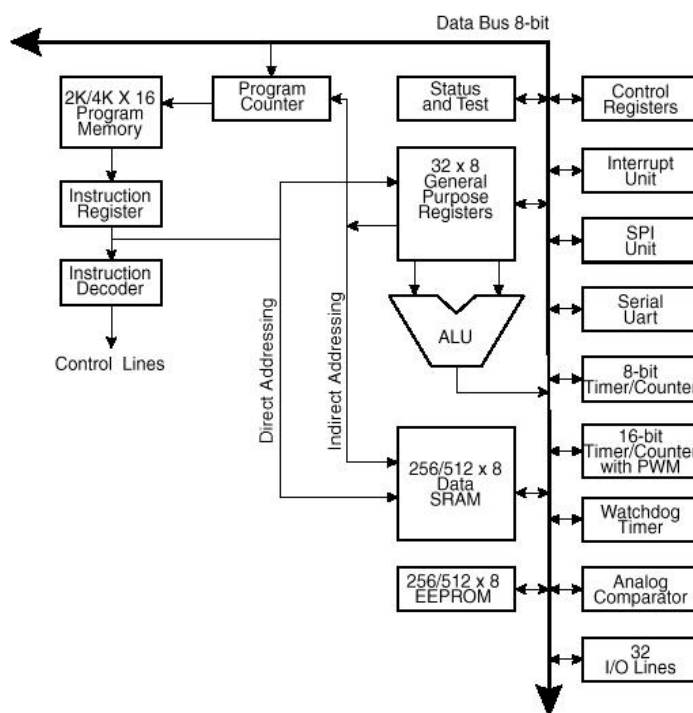 Data Bus 8-bit
2K/4K X 16
Program
Memory
Program
Counter
Status
and Test
Control
Registers
Instruction
Register
32 x 8
General
Purpose
Registers
Interrupt
Unit
SPI
Unit
Instruction
Decoder
Control Lines
Direct Addressing
Indirect Addressing
ALU
Serial
Uart
8-bit
Timer/Counter
256/512 x 8
Data
SRAM
16-bit
Timer/Counter
with PWM
Watchdog
Timer
256/512 x 8
EEPROM
Analog
Comparator
32
I/O Lines